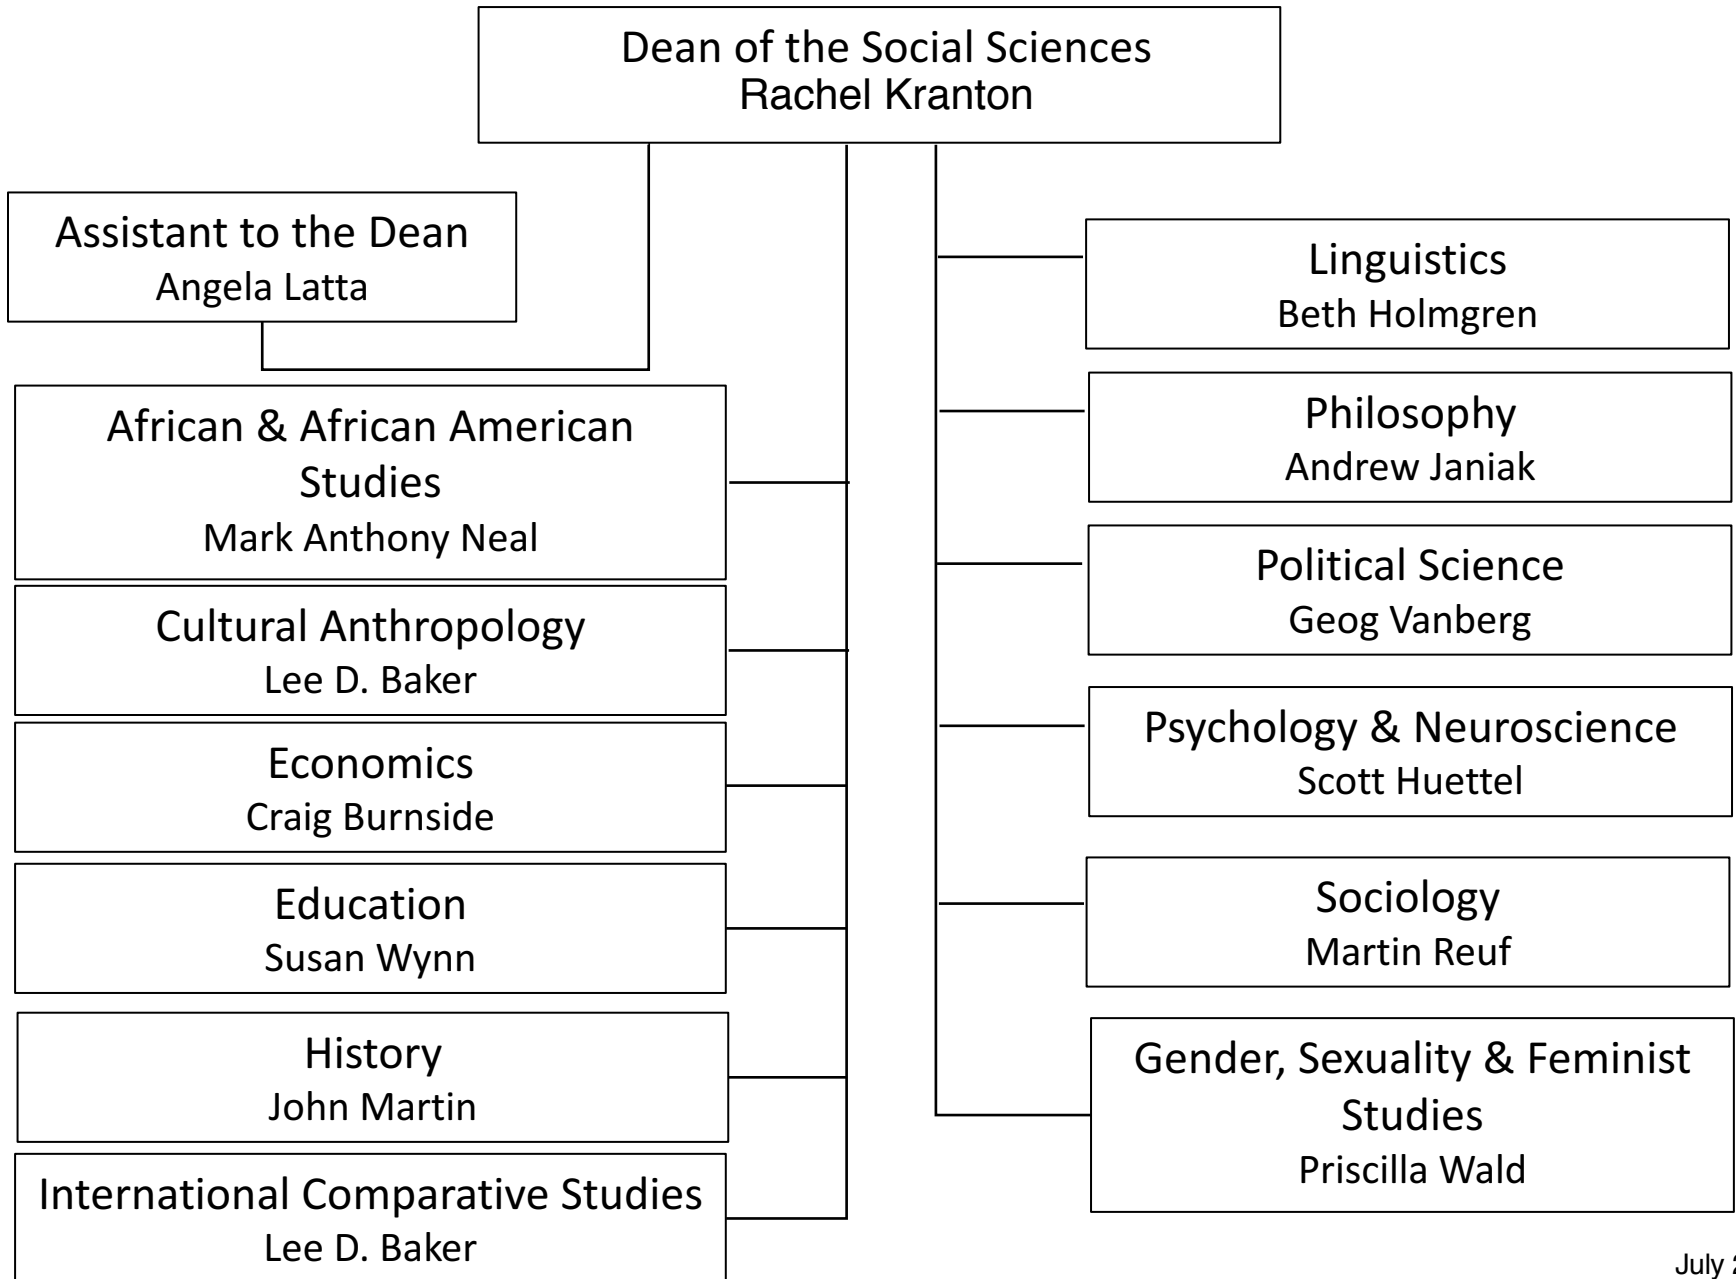 Dean of the Social Sciences
Rachel Kranton
Assistant to the Dean
Angela Latta
African & African American
Studies
Mark Anthony Neal
Cultural Anthropology
Lee D. Baker
Economics
Craig Burnside
Education
Susan Wynn
History
John Martin
International Comparative Studies
Lee D. Baker
Linguistics
Beth Holmgren
Philosophy
Andrew Janiak
Political Science
Geog Vanberg
Psychology & Neuroscience
Scott Huettel
Sociology
Martin Reuf
Gender, Sexuality & Feminist
Studies
Priscilla Wald
July